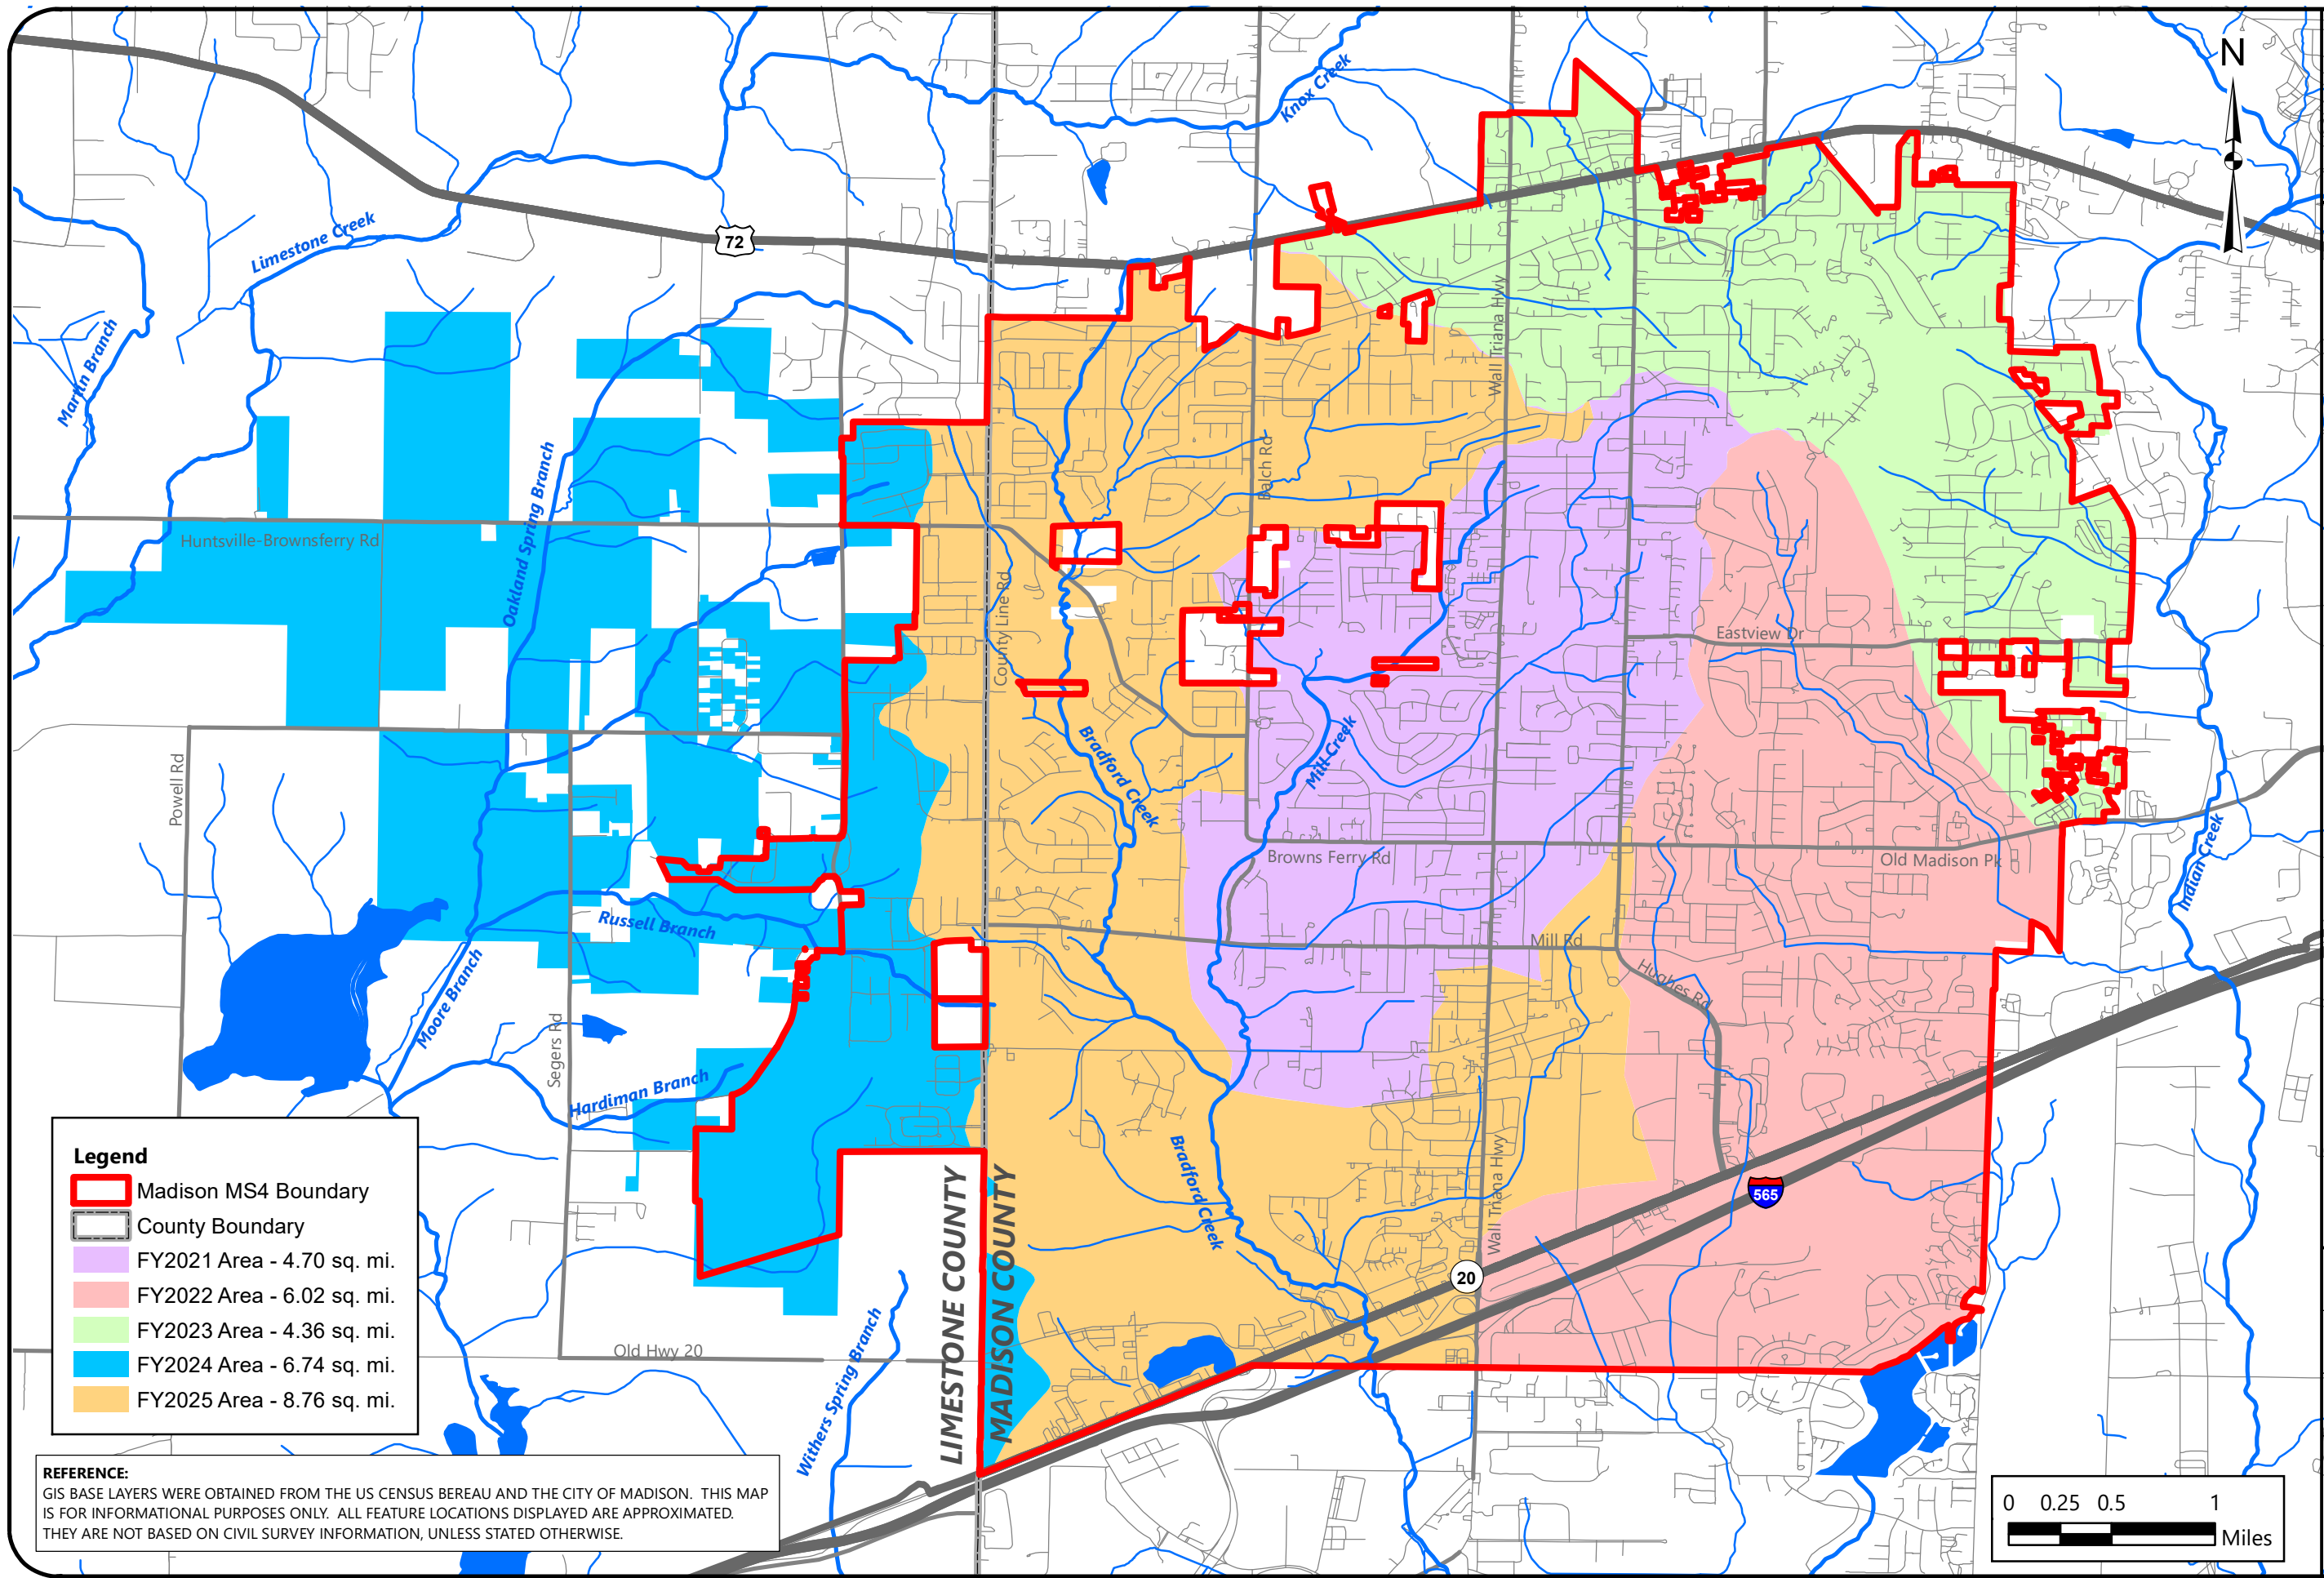 N
Knox Creek
72
Limestone Creek
Martin Branch
Wall Triana Hwy
Balch Rd
Oakland Spring Branch
Huntsville-Brownsferry Rd
County Line Rd
Eastview Dr
Powell Rd
Bradford Creek
Mill Creek
Browns Ferry Rd
Old Madison Pk
Indian Creek
Russell Branch
Mill Rd
Hughes Rd
Moore Branch
Segers Rd
Hardiman Branch
Bradford Creek
Wall Triana Hwy
565
20
LIMESTONE COUNTY
MADISON COUNTY
Old Hwy 20
Withers Spring Branch
Legend
Madison MS4 Boundary
County Boundary
FY2021 Area - 4.70 sq. mi.
FY2022 Area - 6.02 sq. mi.
FY2023 Area - 4.36 sq. mi.
FY2024 Area - 6.74 sq. mi.
FY2025 Area - 8.76 sq. mi.
REFERENCE:
GIS BASE LAYERS WERE OBTAINED FROM THE US CENSUS BEREAU AND THE CITY OF MADISON. THIS MAP
IS FOR INFORMATIONAL PURPOSES ONLY. ALL FEATURE LOCATIONS DISPLAYED ARE APPROXIMATED.
THEY ARE NOT BASED ON CIVIL SURVEY INFORMATION, UNLESS STATED OTHERWISE.
0 0.25 0.5 1
Miles